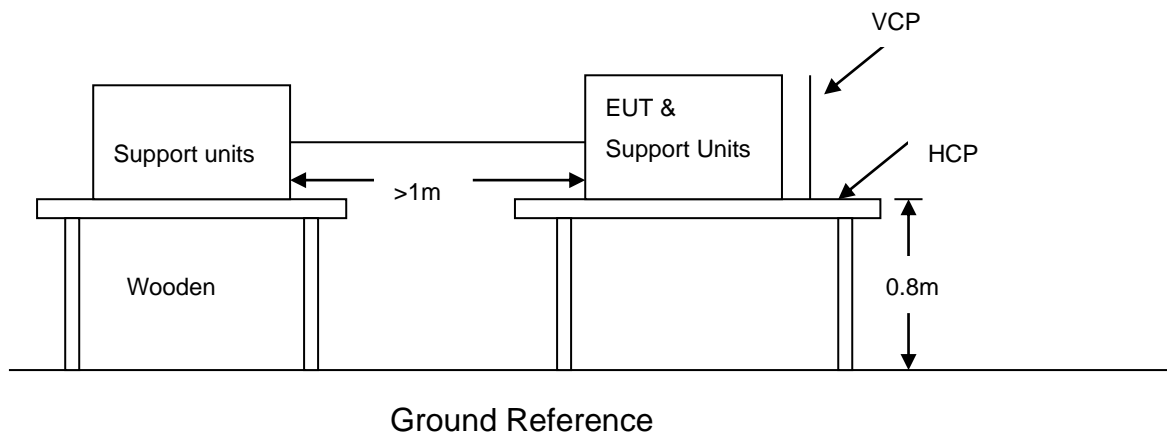 VCP
EUT &
Support Units
Support units
HCP
>1m
Wooden
0.8m
Ground Reference